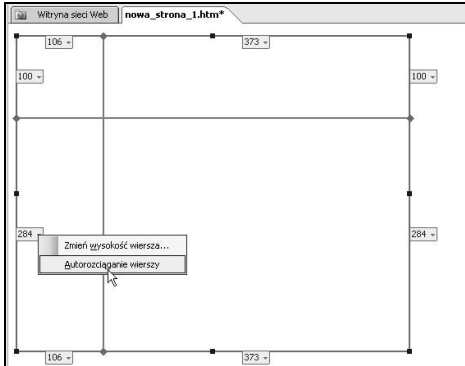 Witryna sieci Web nowa_strona_1.htm*
106 373
100 100
284 284
Zmień wysokość wiersza...
Autorozciąganie wierszy
106 373